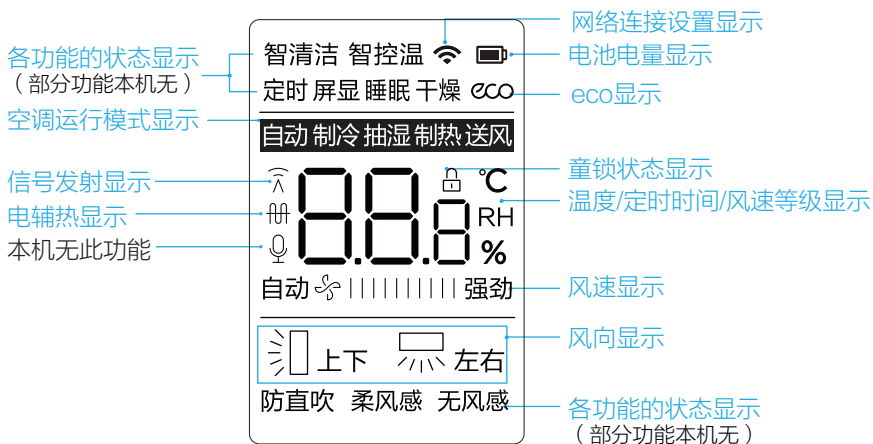 网络连接设置显示
各功能的状态显示
（部分功能本机无）
智清洁 智控温
电池电量显示
定时 屏显 睡眠 干燥 eco
eco显示
空调运行模式显示
自动 制冷 抽湿 制热 送风
信号发射显示
童锁状态显示
℃
温度/定时时间/风速等级显示
电辅热显示
88.8
RH
本机无此功能
%
自动 强劲
风速显示
上下 左右
风向显示
防直吹 柔风感 无风感
各功能的状态显示
（部分功能本机无）